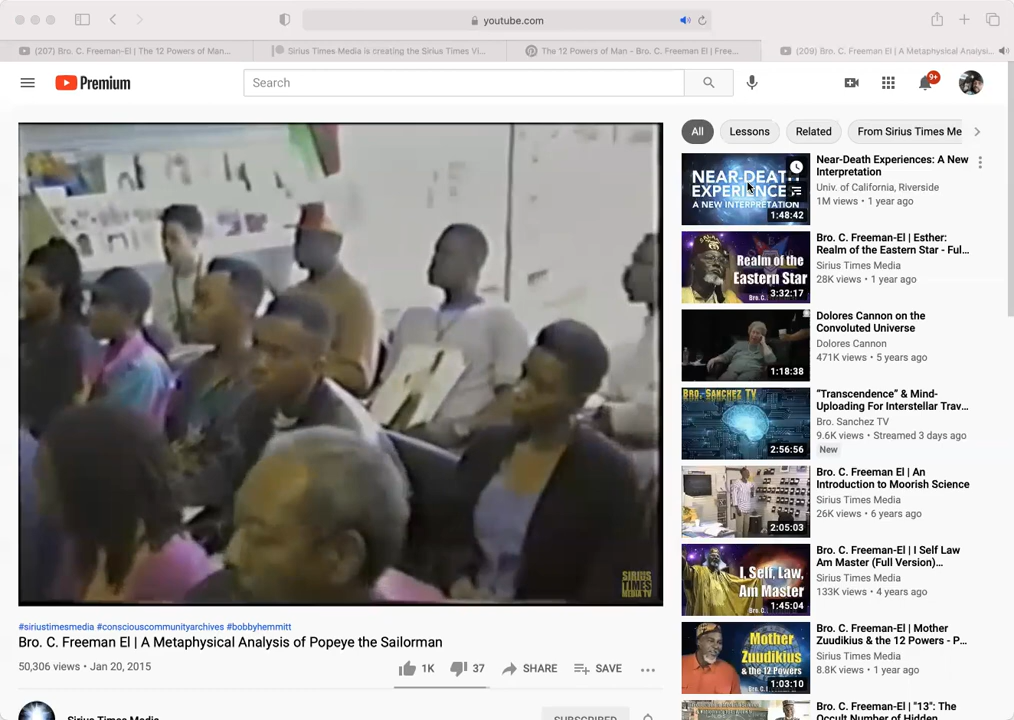 youtube.com
(207) Bro. C. Freeman-El | The 12 Powers of Man...
Sirius Times Media is creating the Sirius Times Vi...
The 12 Powers of Man - Bro. C. Freeman El | Free...
(209) Bro. C. Freeman El | A Metaphysical Analysi...
Premium
Search
9+
All
Lessons
Related
From Sirius Times Me
NEAR-DEATH
EXPERIENCE
A NEW INTERPRETATION
1:48:42
Near-Death Experiences: A New
Interpretation
Univ. of California, Riverside
1M views • 1 year ago
Realm of the
Eastern Star
Bro. C.
3:32:17
Bro. C. Freeman-El | Esther:
Realm of the Eastern Star - Ful...
Sirius Times Media
28K views • 1 year ago
1:18:38
Dolores Cannon on the
Convoluted Universe
Dolores Cannon
471K views • 5 years ago
BRO. SANCHEZ TV
2:56:56
"Transcendence" & Mind-
Uploading For Interstellar Trav...
Bro. Sanchez TV
9.6K views • Streamed 3 days ago
New
2:05:03
Bro. C. Freeman El | An
Introduction to Moorish Science
Sirius Times Media
26K views • 6 years ago
I, Self, Law,
Am Master
1:45:04
Bro. C. Freeman-El | I Self Law
Am Master (Full Version)...
Sirius Times Media
133K views • 4 years ago
Mother
Zuudikius
& the 12 Powers
1:03:10
Bro. C. Freeman-El | Mother
Zuudikius & the 12 Powers - P...
Sirius Times Media
8.8K views • 1 year ago
Bro. C. Freeman-El | "13": The
Occult Number of Hidden
SIRIUS
TIMES
MEDIA TV
#siriustimesmedia #consciouscommunityarchives #bobbyhemmitt
Bro. C. Freeman El | A Metaphysical Analysis of Popeye the Sailorman
50,306 views • Jan 20, 2015
1K
37
SHARE
SAVE
Sirius Times Media
SUBSCRIBED